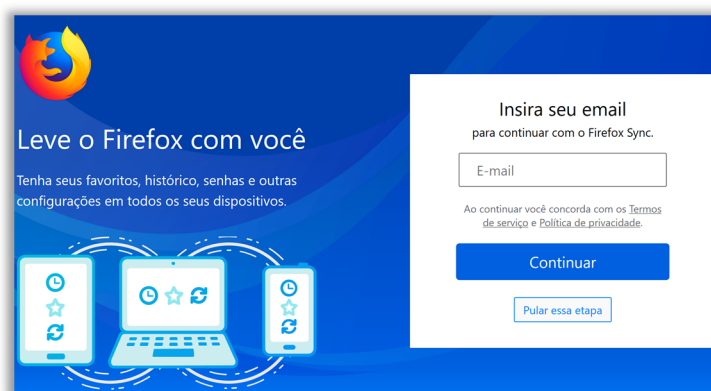 Leve o Firefox com você
Tenha seus favoritos, histórico, senhas e outras
configurações em todos os seus dispositivos.
Insira seu email
para continuar com o Firefox Sync.
E-mail
Ao continuar você concorda com os Termos
de serviço e Política de privacidade.
Continuar
Pular essa etapa